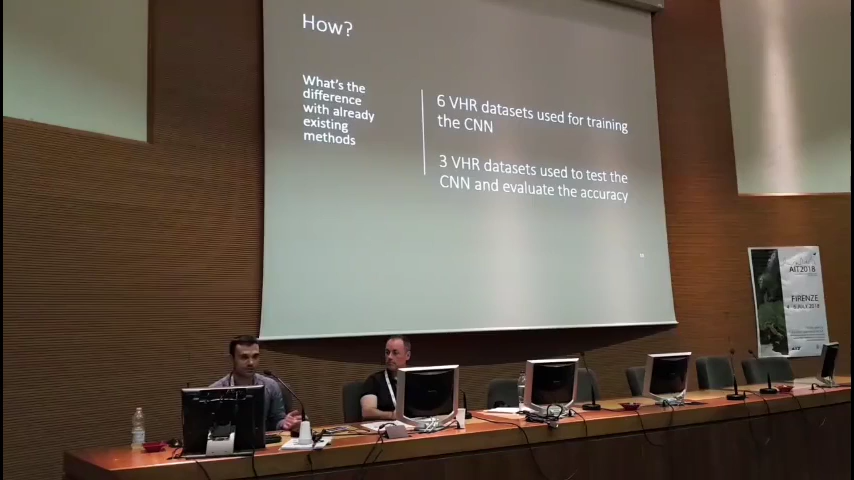 How?
What's the
difference
with already
existing
methods
6 VHR datasets used for training
the CNN
3 VHR datasets used to test the
CNN and evaluate the accuracy
AIT2018
FIRENZE